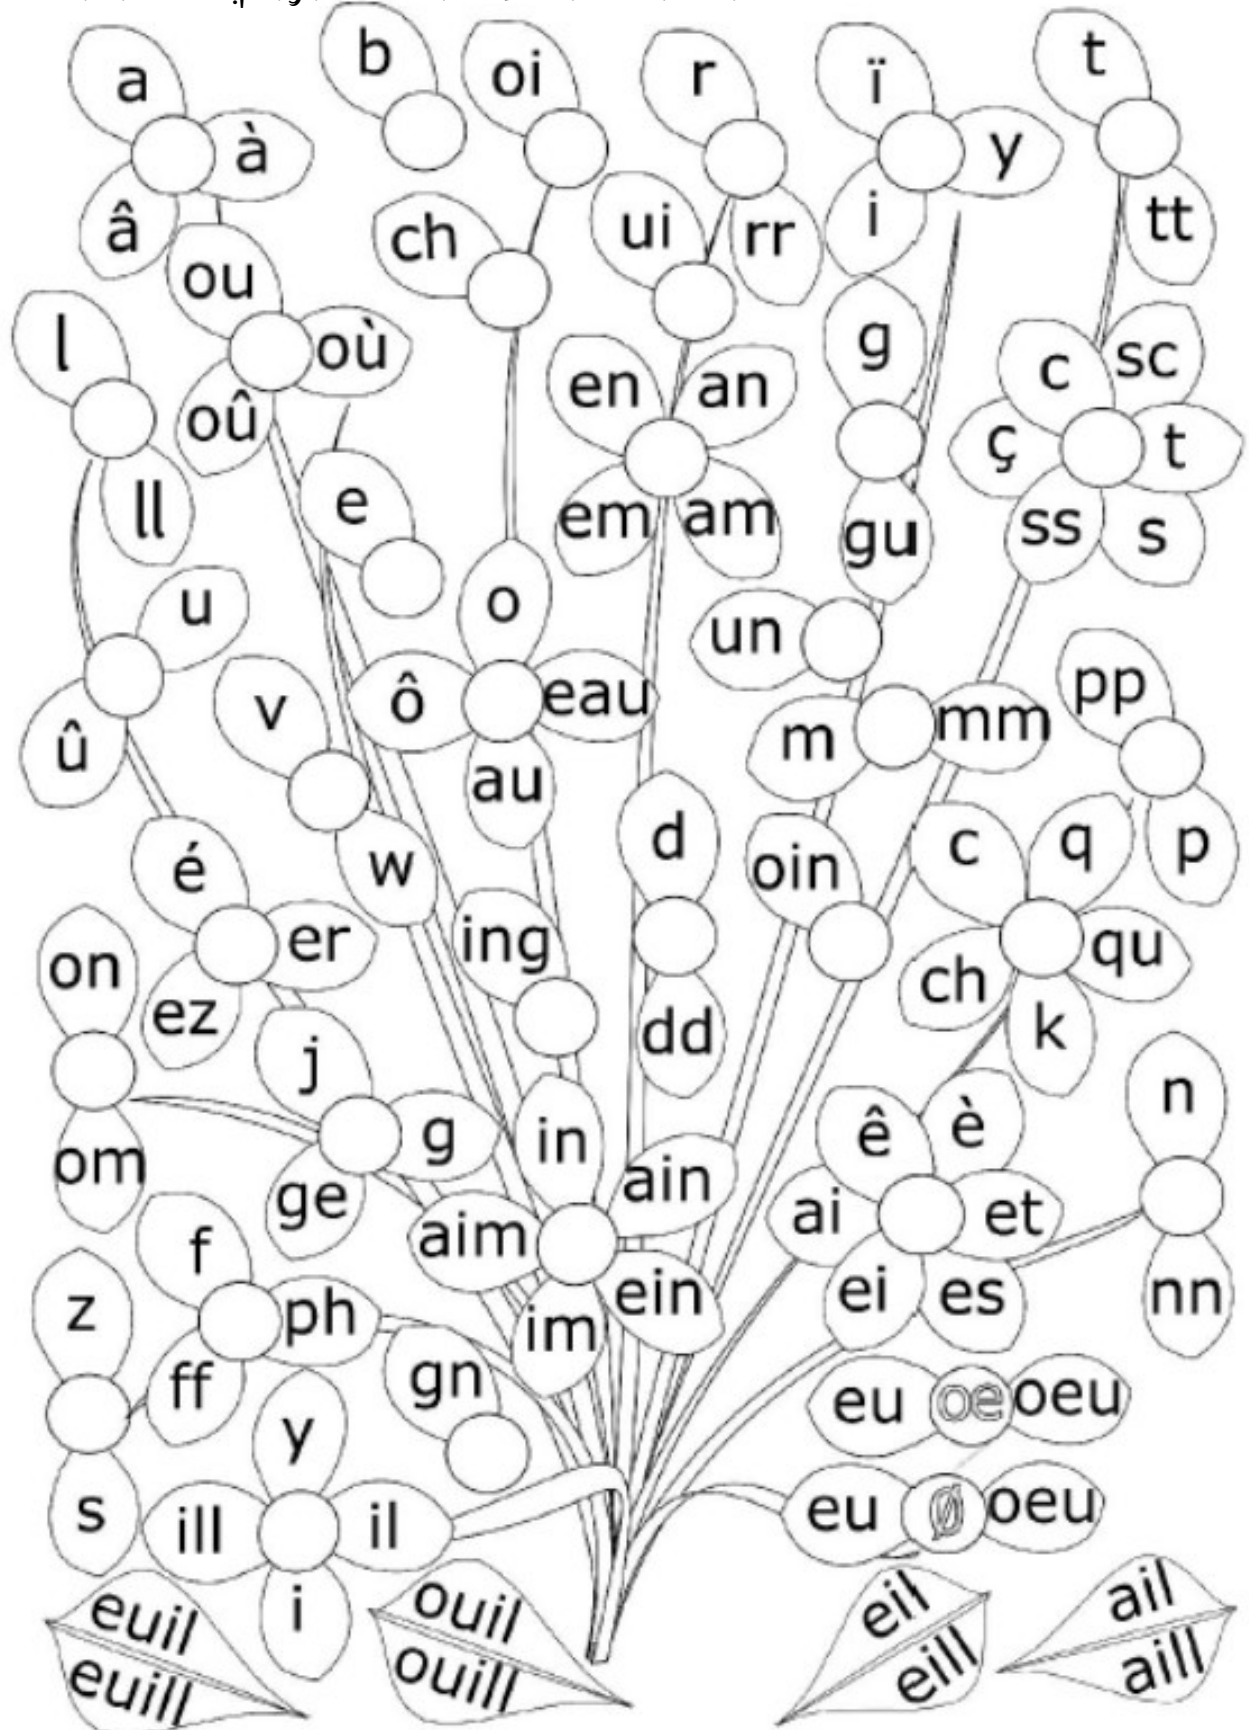 a
à
â
b
oi
ch
r
rr
ui
ï
y
i
t
tt
ou
où
oû
l
ll
e
en
an
em
am
g
gu
c
sc
ç
t
ss
s
u
û
v
w
o
ô
eau
au
un
m
mm
pp
p
é
er
ez
d
dd
oin
c
q
qu
ch
k
on
om
j
g
ge
ing
in
ain
aim
im
ein
ê
è
ai
et
ei
es
n
nn
f
ph
ff
z
s
gn
y
ill
il
i
eu oe oeu
eu ø oeu
euil
euill
ouil
ouill
eil
eill
ail
aill